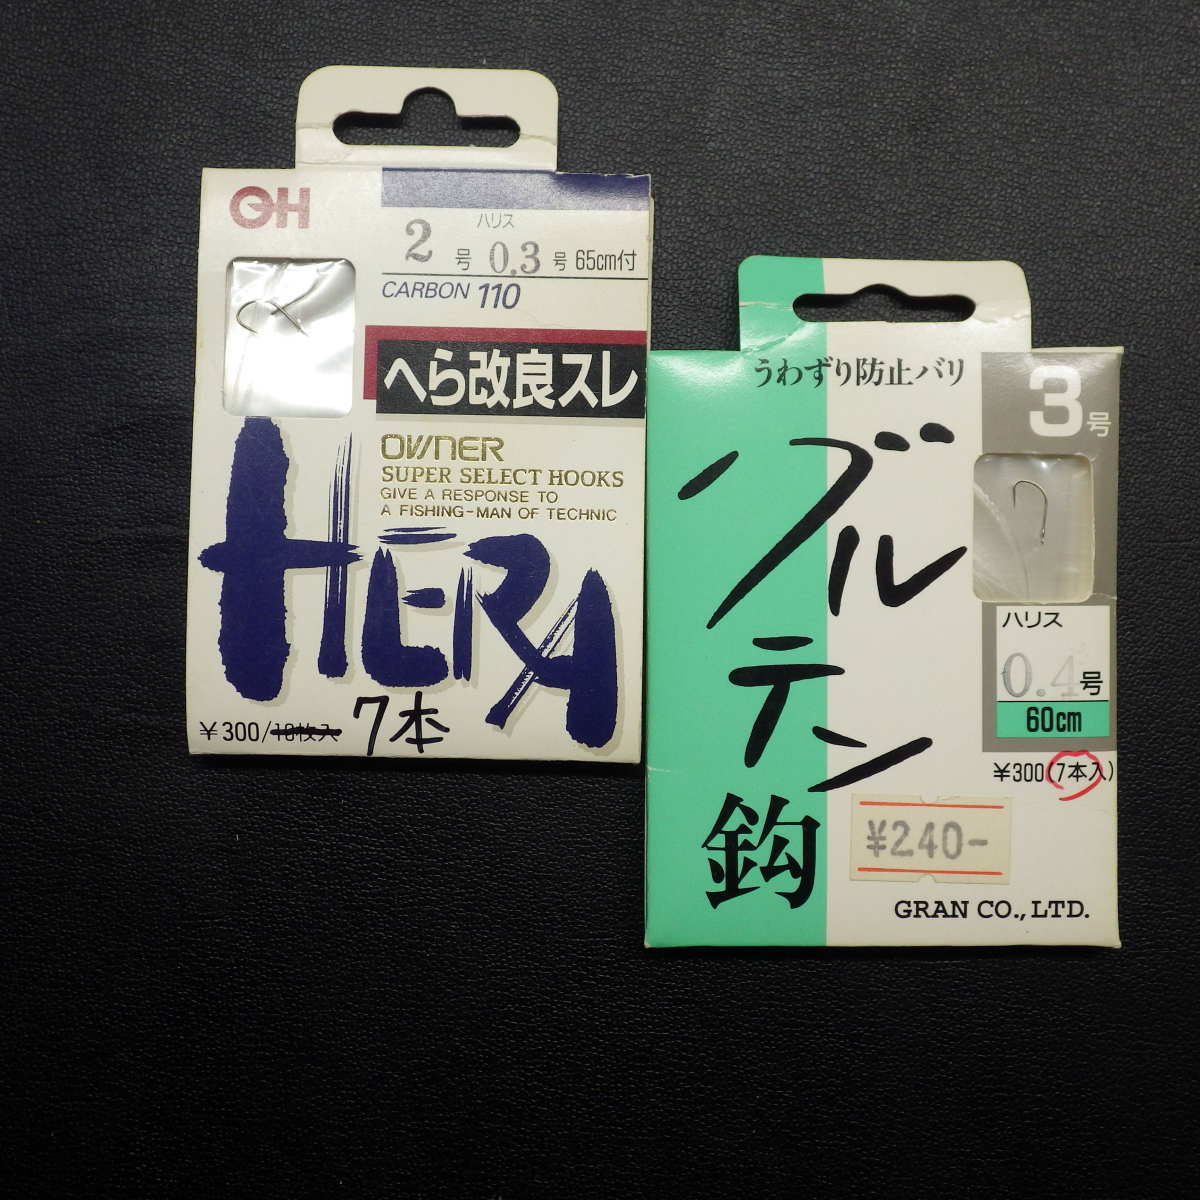 OH
ハリス
2号 0.3号 65cm付
CARBON 110
へら改良スレ
OWNER
SUPER SELECT HOOKS
GIVE A RESPONSE TO
A FISHING-MAN OF TECHNIC
HERA
¥300/10枚入 7本
うわずり防止バリ
3号
グルテン鈎
ハリス
0.4号
60cm
¥300(7本入)
¥240-
GRAN CO., LTD.